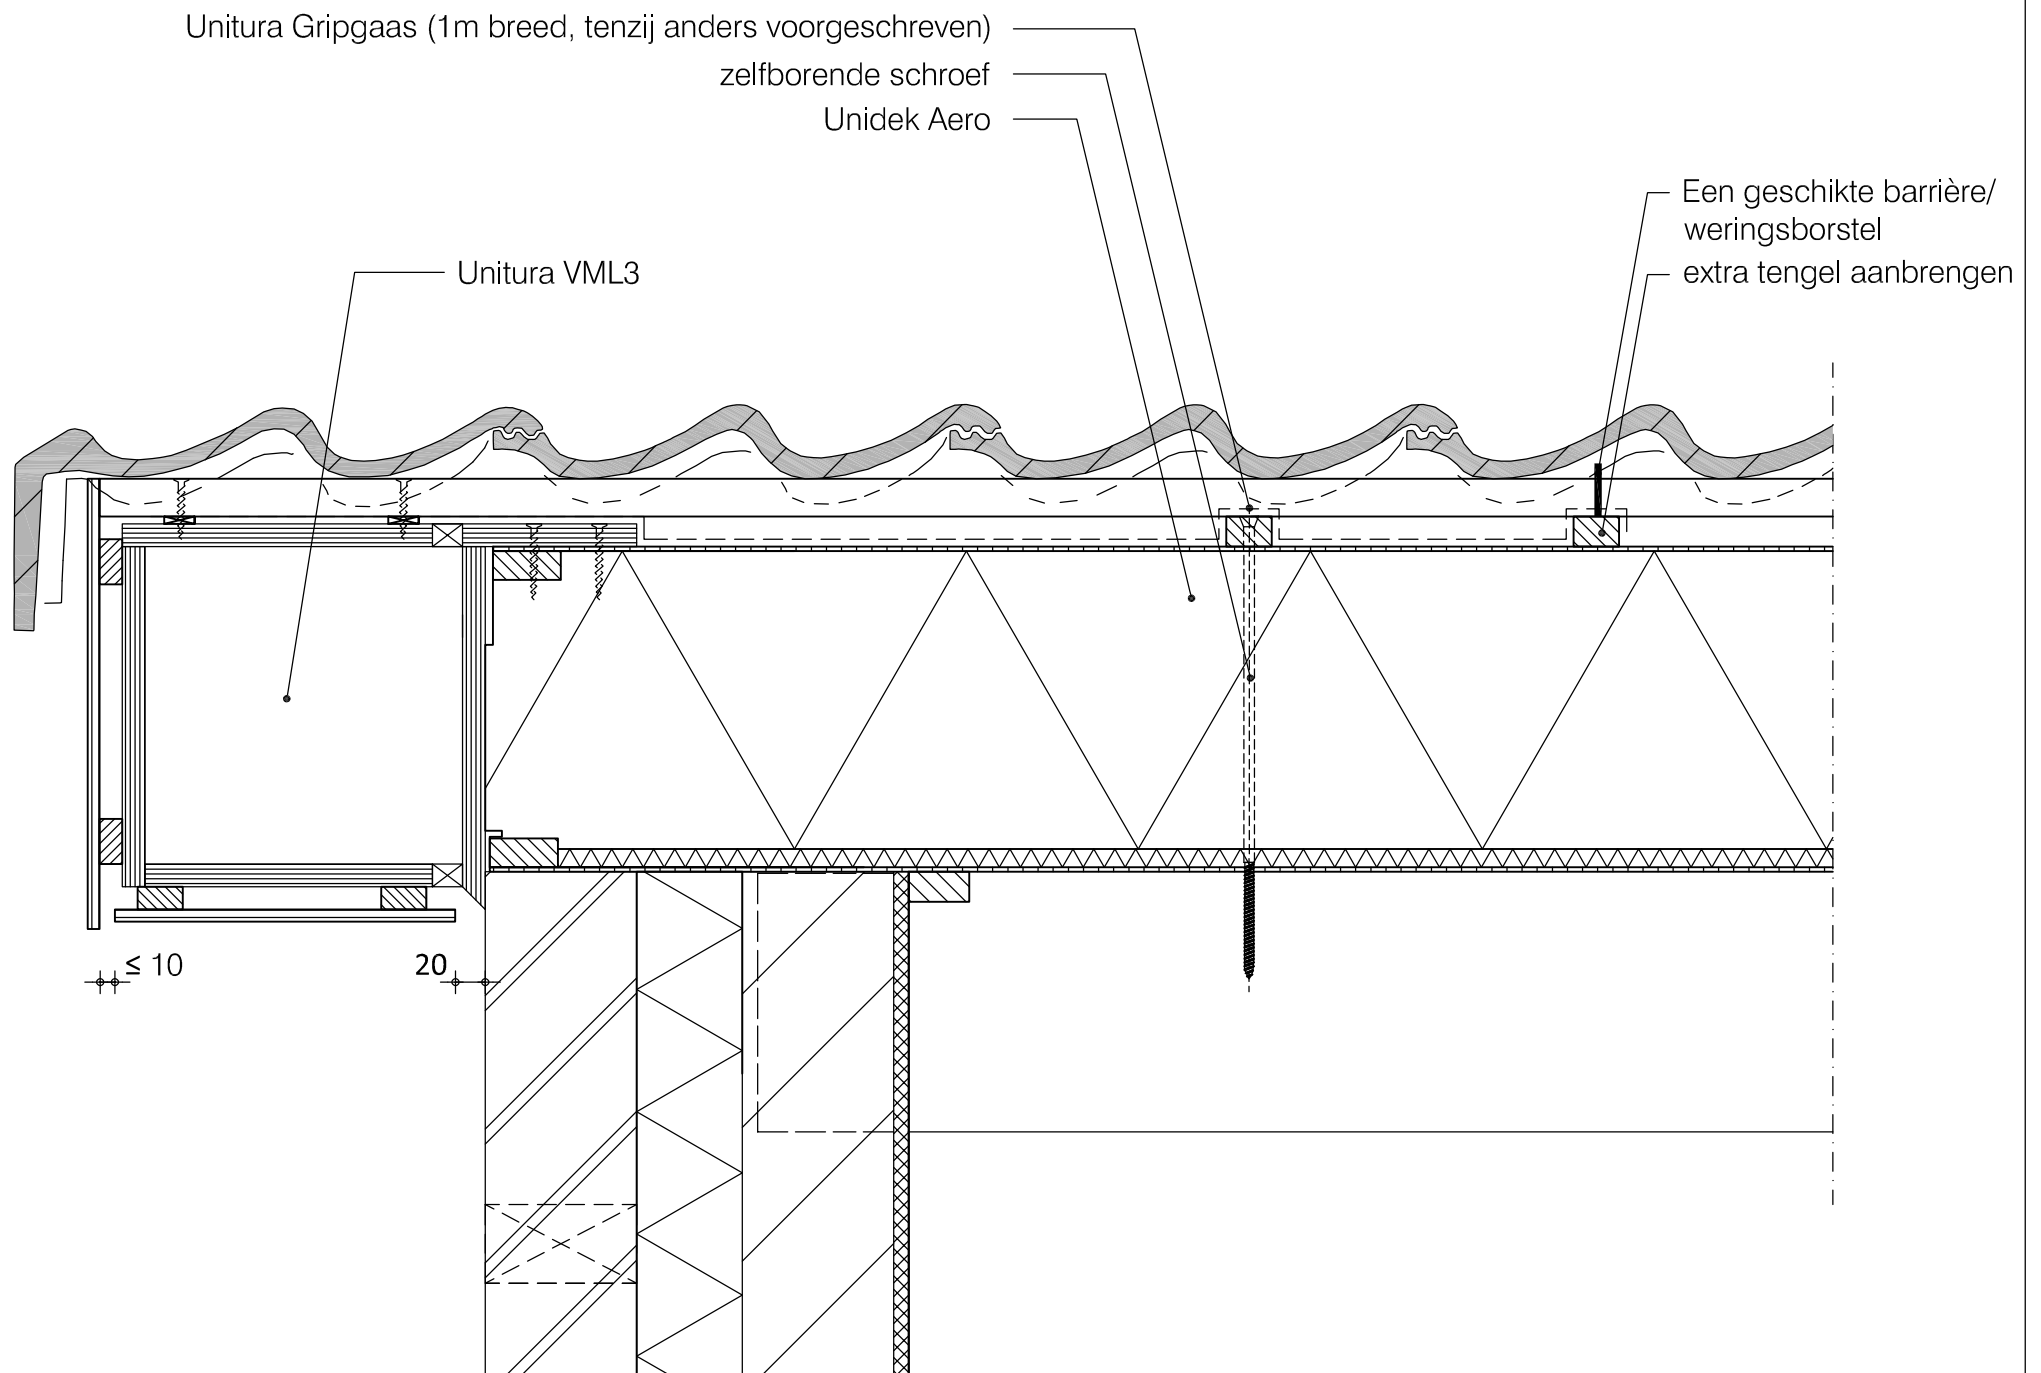 Unitura Gripgaas (1m breed, tenzij anders voorgeschreven)
zelfborende schroef
Unidek Aero
Een geschikte barrière/
weringsborstel
extra tengel aanbrengen
Unitura VML3
≤ 10
20